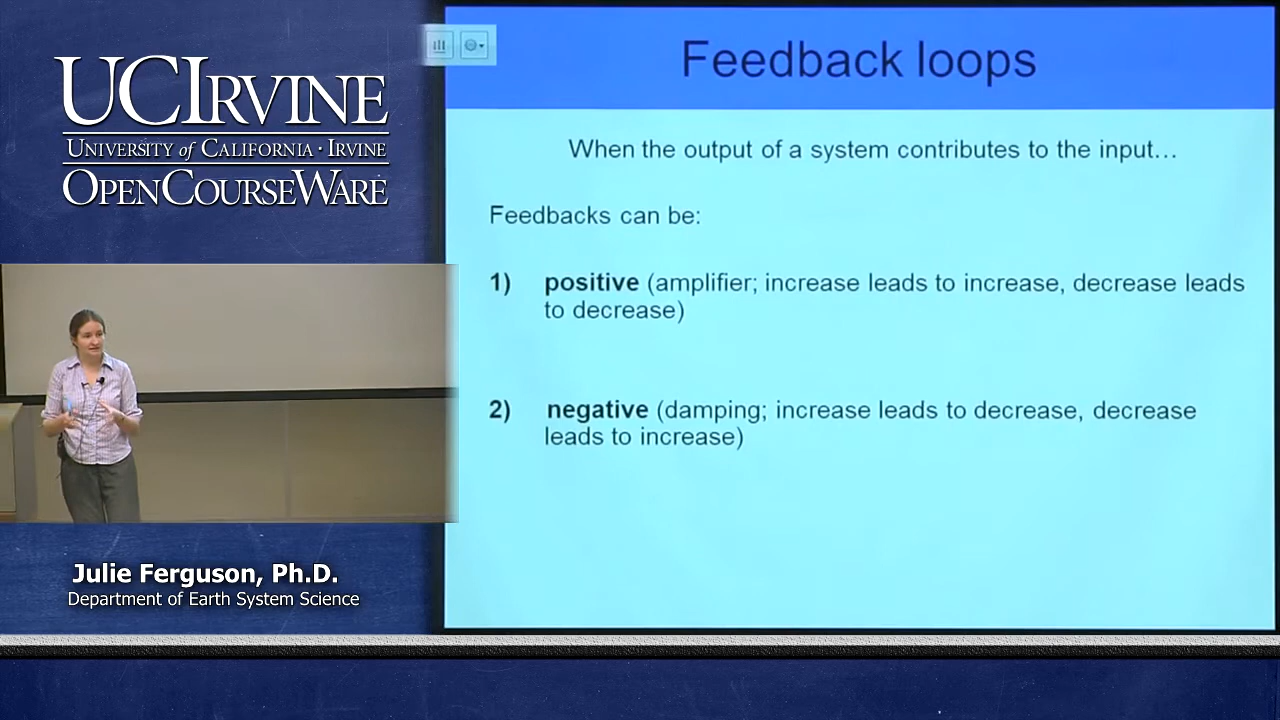 UCIRVINE
UNIVERSITY of CALIFORNIA · IRVINE
OPENCOURSEWARE
Julie Ferguson, Ph.D.
Department of Earth System Science
Feedback loops
When the output of a system contributes to the input…
Feedbacks can be:
1) positive (amplifier; increase leads to increase, decrease leads
to decrease)
2) negative (damping; increase leads to decrease, decrease
leads to increase)